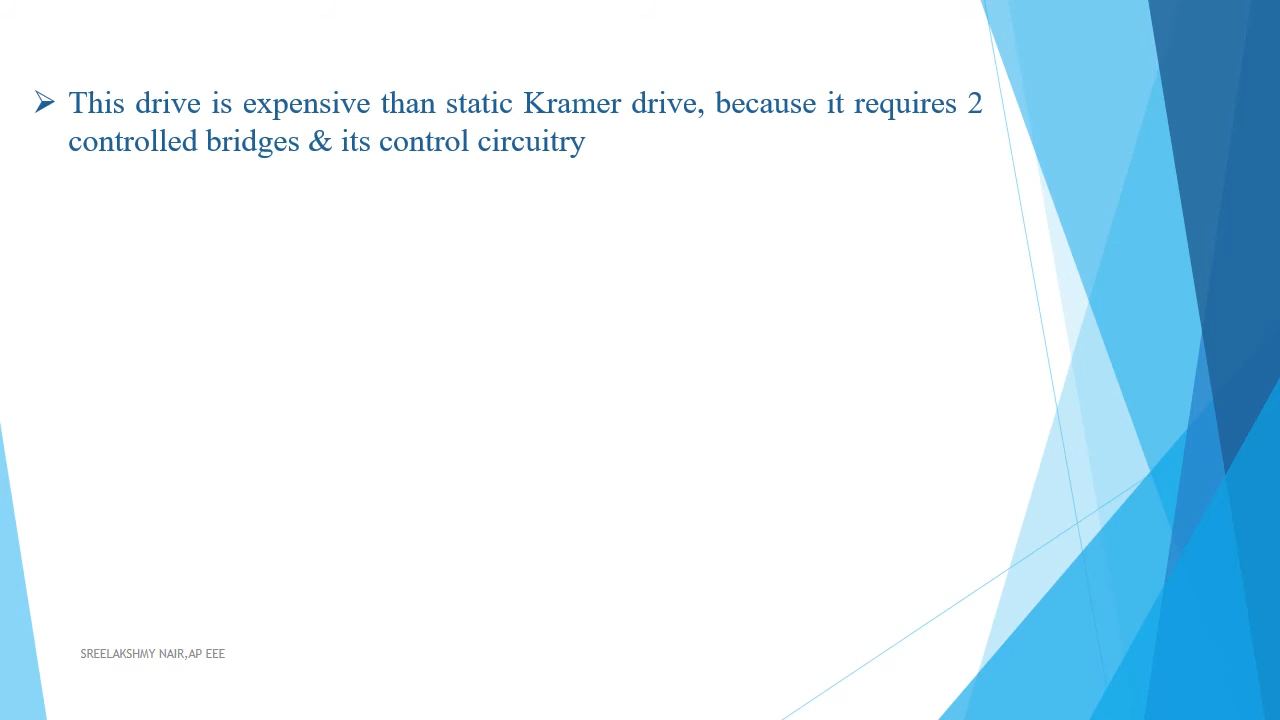 This drive is expensive than static Kramer drive, because it requires 2
controlled bridges & its control circuitry
SREELAKSHMY NAIR,AP EEE